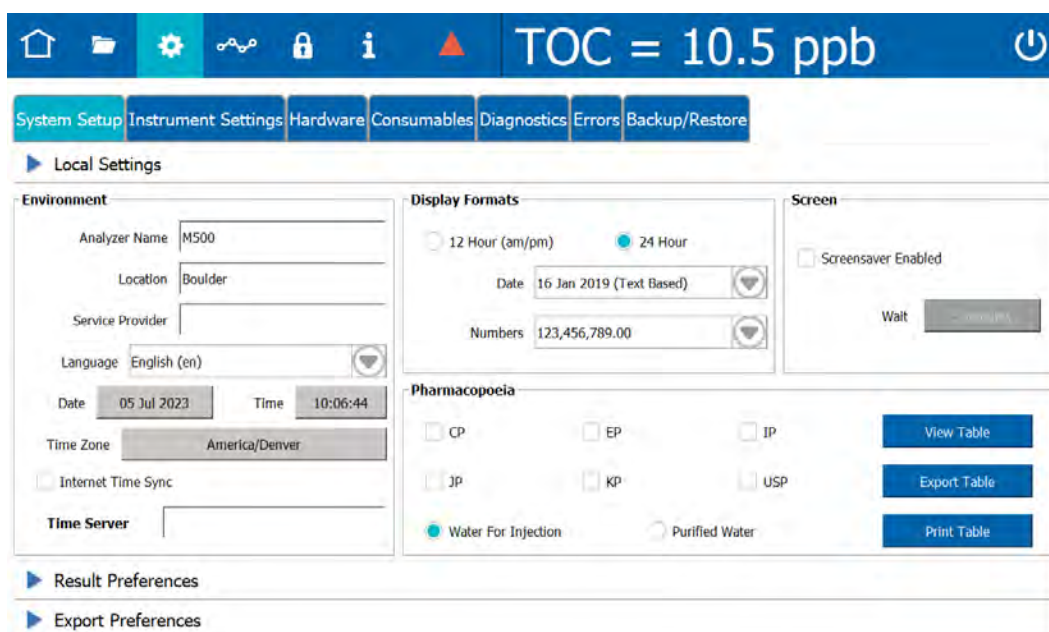 TOC = 10.5 ppb
System Setup Instrument Settings Hardware Consumables Diagnostics Errors Backup/Restore
Local Settings
Environment
Analyzer Name M500
Location Boulder
Service Provider
Language English (en)
Date 05 Jul 2023 Time 10:06:44
Time Zone America/Denver
Internet Time Sync
Time Server
Display Formats
12 Hour (am/pm) 24 Hour
Date 16 Jan 2019 (Text Based)
Numbers 123,456,789.00
Screen
Screensaver Enabled
Wait
Pharmacopoeia
CP EP IP View Table
JP KP USP Export Table
Water For Injection Purified Water Print Table
Result Preferences
Export Preferences